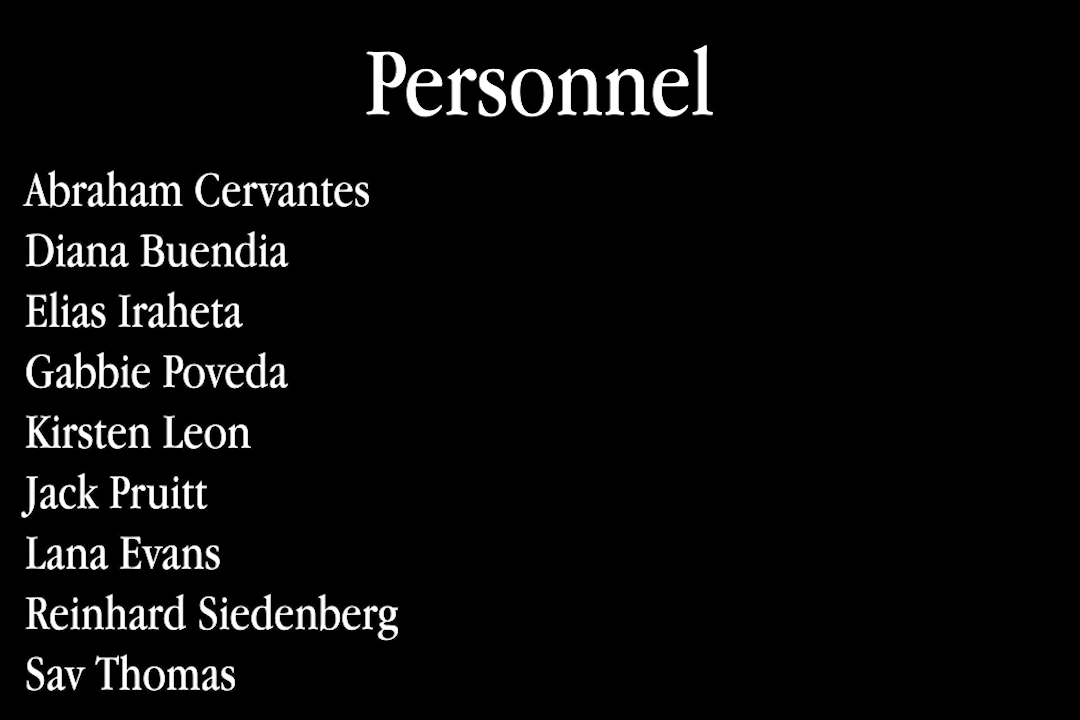 Personnel
Abraham Cervantes
Diana Buendia
Elias Iraheta
Gabbie Poveda
Kirsten Leon
Jack Pruitt
Lana Evans
Reinhard Siedenberg
Sav Thomas